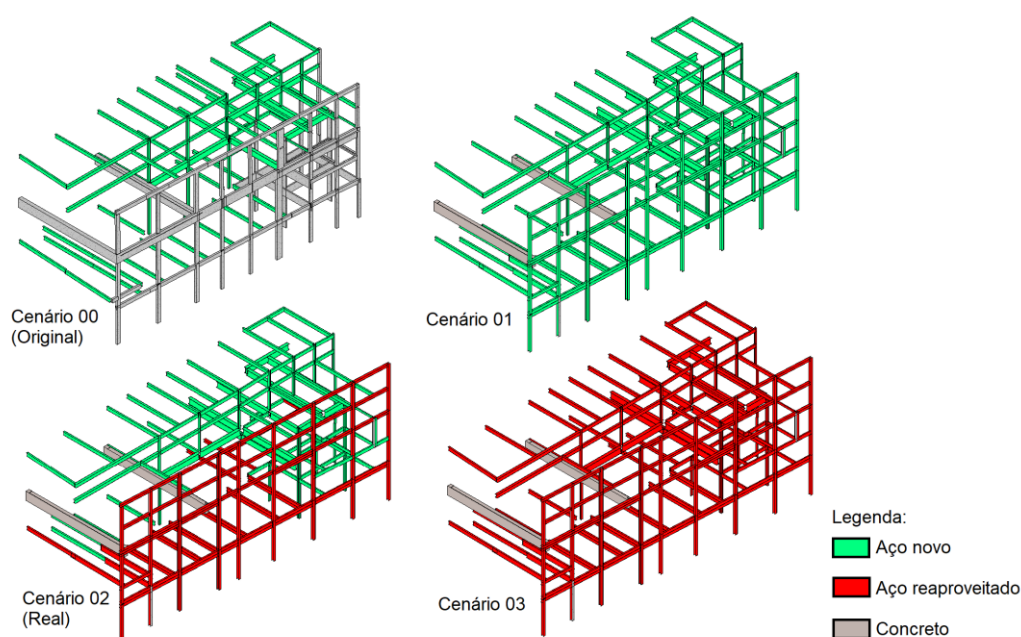 Cenário 00
(Original)
Cenário 01
Cenário 02
(Real)
Cenário 03
Legenda:
Aço novo
Aço reaproveitado
Concreto